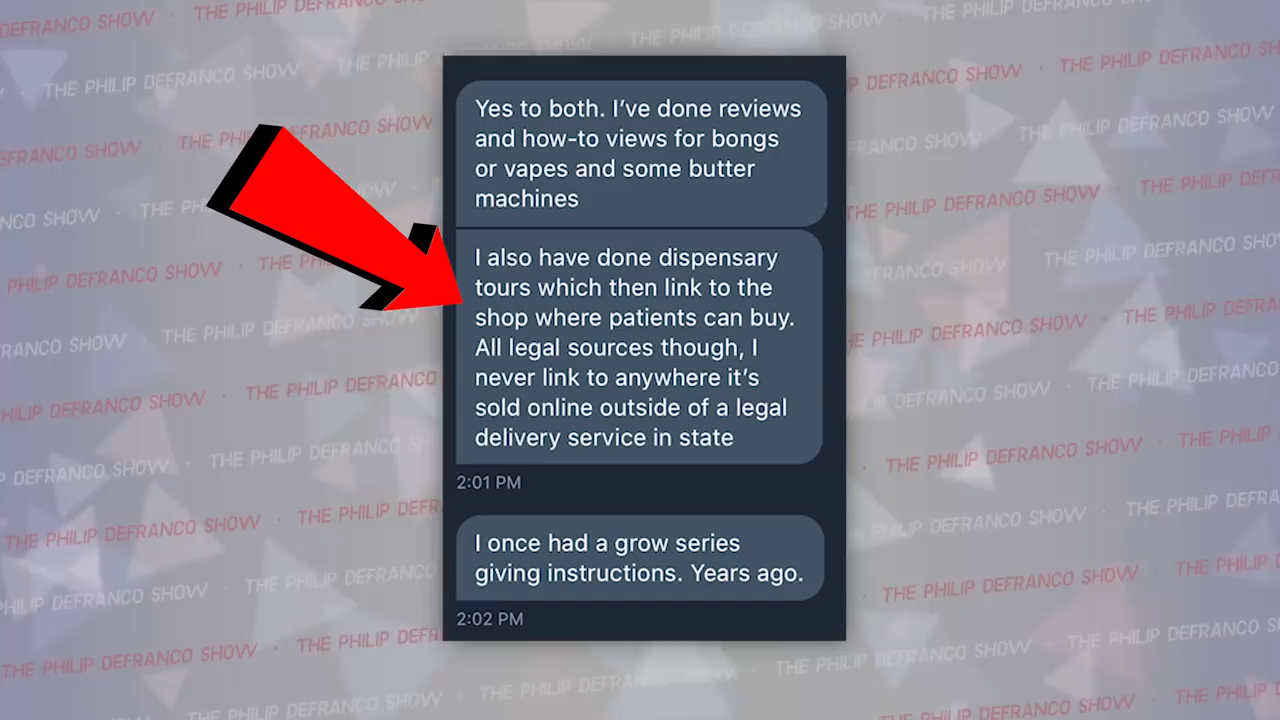 THE PHILIP DEFRANCO SHOW
Yes to both. I’ve done reviews
and how-to views for bongs
or vapes and some butter
machines
I also have done dispensary
tours which then link to the
shop where patients can buy.
All legal sources though, I
never link to anywhere it’s
sold online outside of a legal
delivery service in state
2:01 PM
I once had a grow series
giving instructions. Years ago.
2:02 PM